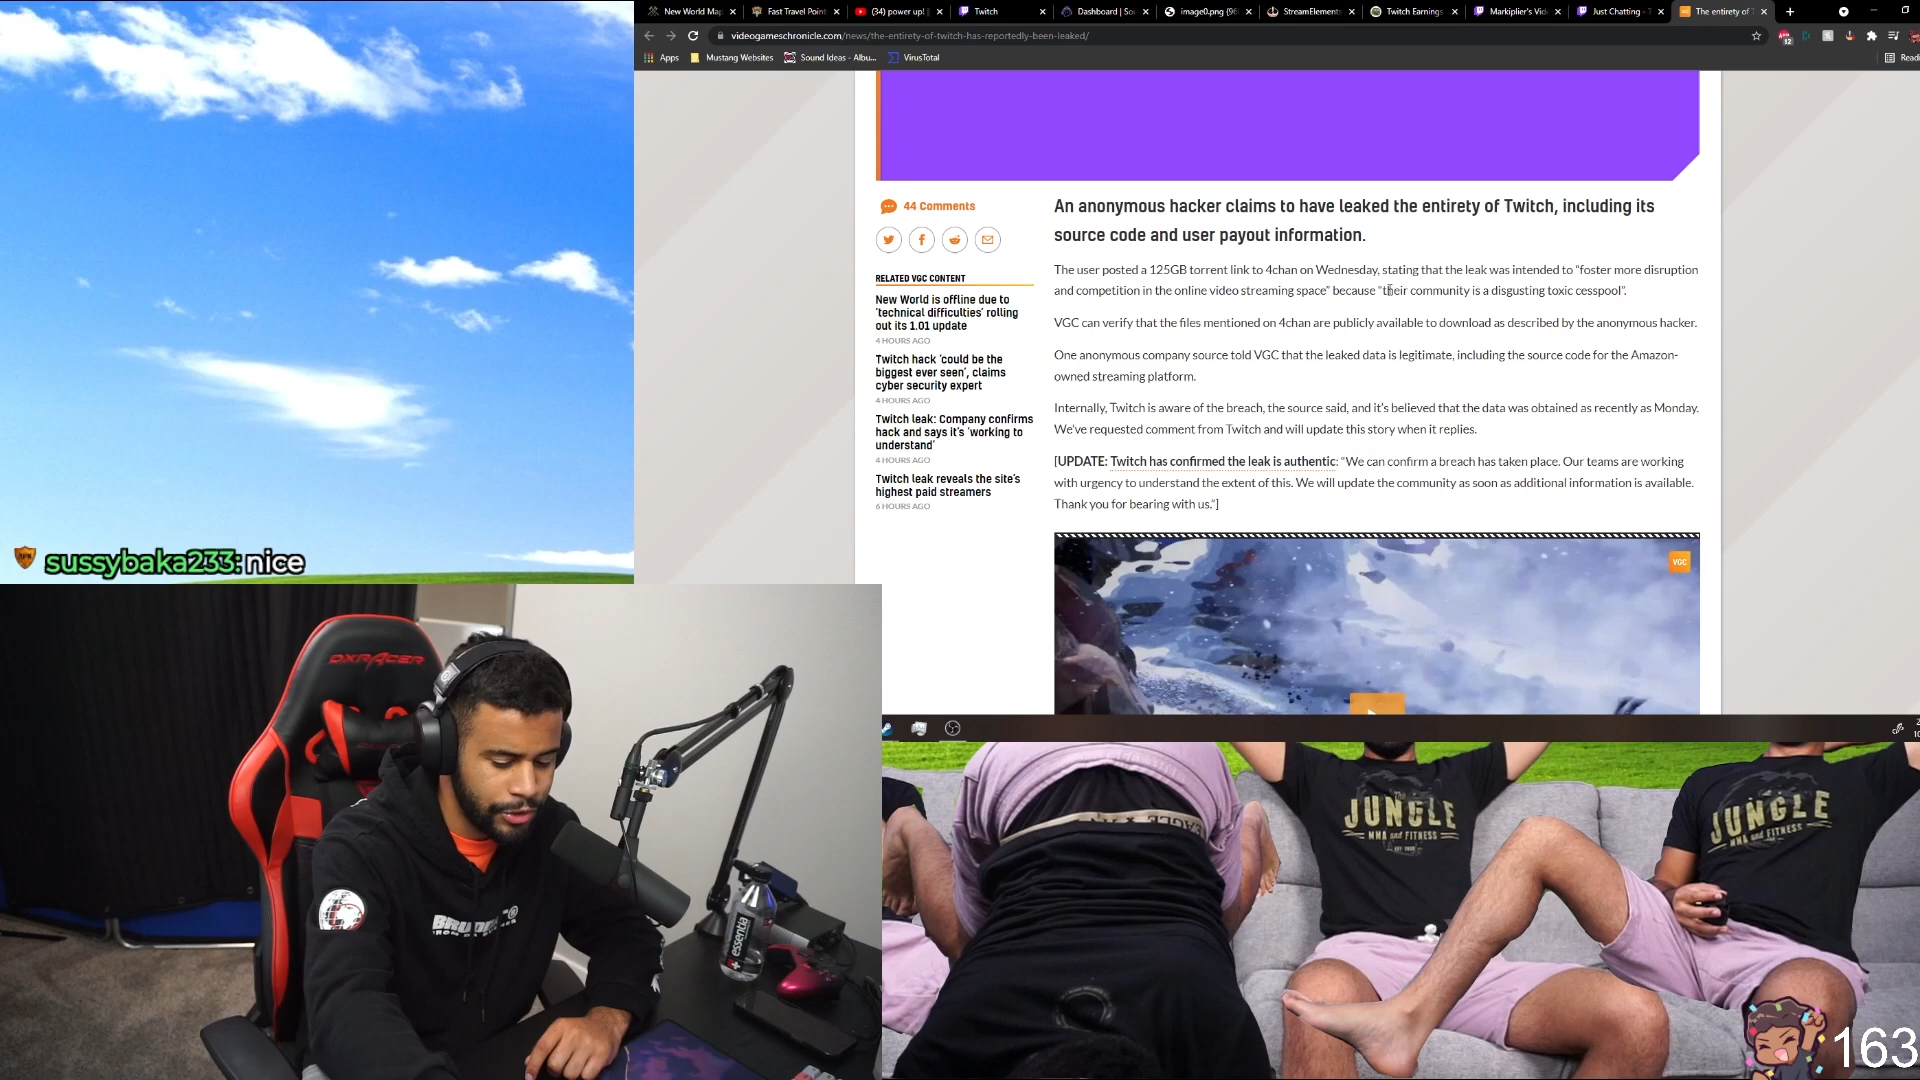 New World Map
Fast Travel Point
(34) power up!
Twitch
Dashboard | So
image0.png (96
StreamElements
Twitch Earnings
Markiplier's Vi
Just Chatting -
The entirety of T
videogameschronicle.com/news/the-entirety-of-twitch-has-reportedly-been-leaked/
12
Apps
Mustang Websites
Sound Ideas - Albu...
VirusTotal
Readi
44 Comments
RELATED VGC CONTENT
New World is offline due to
'technical difficulties' rolling
out its 1.01 update
4 HOURS AGO
Twitch hack 'could be the
biggest ever seen', claims
cyber security expert
4 HOURS AGO
Twitch leak: Company confirms
hack and says it's 'working to
understand'
4 HOURS AGO
Twitch leak reveals the site's
highest paid streamers
6 HOURS AGO
An anonymous hacker claims to have leaked the entirety of Twitch, including its
source code and user payout information.
The user posted a 125GB torrent link to 4chan on Wednesday, stating that the leak was intended to “foster more disruption
and competition in the online video streaming space” because “their community is a disgusting toxic cesspool”.
VGC can verify that the files mentioned on 4chan are publicly available to download as described by the anonymous hacker.
One anonymous company source told VGC that the leaked data is legitimate, including the source code for the Amazon-
owned streaming platform.
Internally, Twitch is aware of the breach, the source said, and it's believed that the data was obtained as recently as Monday.
We've requested comment from Twitch and will update this story when it replies.
[UPDATE: Twitch has confirmed the leak is authentic: “We can confirm a breach has taken place. Our teams are working
with urgency to understand the extent of this. We will update the community as soon as additional information is available.
Thank you for bearing with us.“]
VGC
sussybaka233: nice
DXRACER
essentia
JUNGLE
MMA and FITNESS
JUNGLE
MMA and FITNESS
163